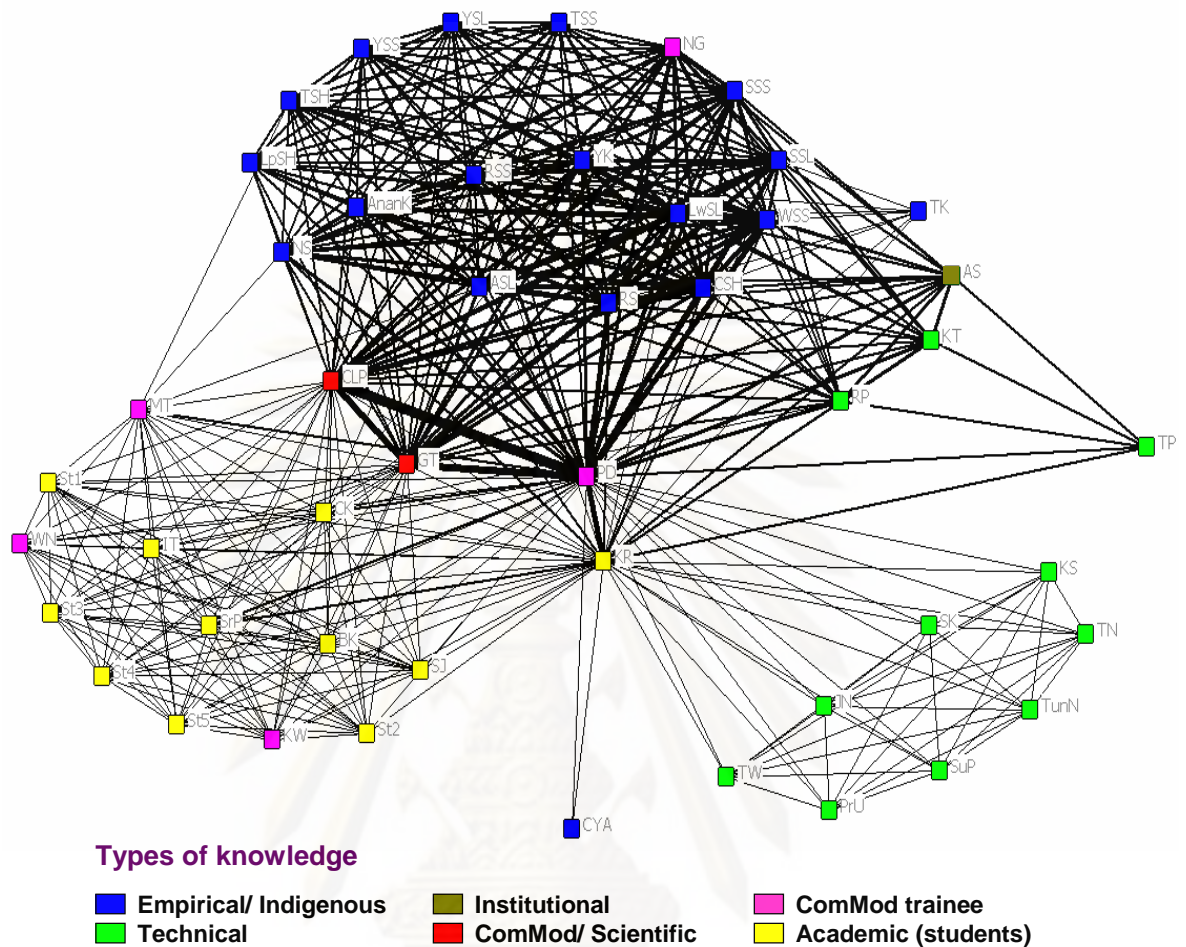 YSL
TSS
YSS
NG
SSS
TSH
LpSH
YK
SSL
RSS
AnanK
LwSL
WSS
TK
NS
AS
ASL
CSH
RS
KT
CLP
RP
MT
TP
GT
PD
St1
CK
WN
TT
KR
KS
St3
SrP
SK
TN
BK
St4
SJ
JN
TunN
St5
KW
St2
TW
SuP
PrU
CYA
Types of knowledge
Empirical/ Indigenous Institutional ComMod trainee
Technical ComMod/ Scientific Academic (students)